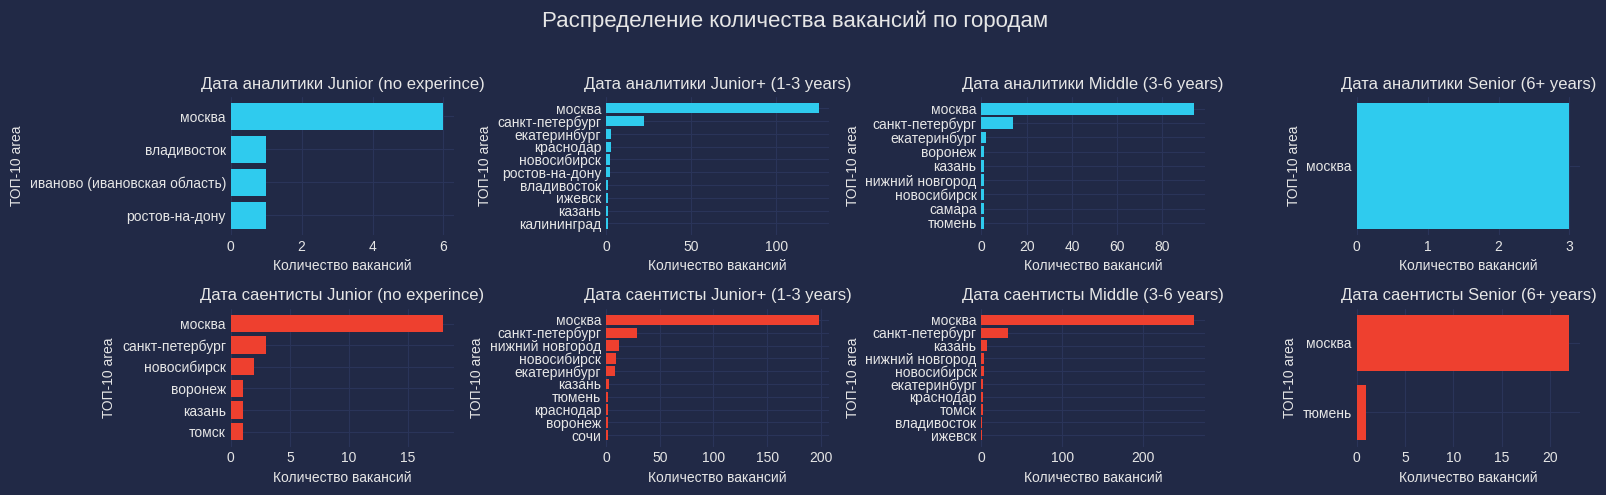 Распределение количества вакансий по городам
Дата аналитики Junior (no experince)
ТОП-10 area
москва
владивосток
иваново (ивановская область)
ростов-на-дону
0 2 4 6
Количество вакансий
Дата аналитики Junior+ (1-3 years)
ТОП-10 area
москва
санкт-петербург
екатеринбург
краснодар
новосибирск
ростов-на-дону
владивосток
ижевск
казань
калининград
0 50 100
Количество вакансий
Дата аналитики Middle (3-6 years)
ТОП-10 area
москва
санкт-петербург
екатеринбург
воронеж
казань
нижний новгород
новосибирск
самара
тюмень
0 20 40 60 80
Количество вакансий
Дата аналитики Senior (6+ years)
ТОП-10 area
москва
0 1 2 3
Количество вакансий
Дата саентисты Junior (no experince)
ТОП-10 area
москва
санкт-петербург
новосибирск
воронеж
казань
томск
0 5 10 15
Количество вакансий
Дата саентисты Junior+ (1-3 years)
ТОП-10 area
москва
санкт-петербург
нижний новгород
новосибирск
екатеринбург
казань
тюмень
краснодар
воронеж
сочи
0 50 100 150 200
Количество вакансий
Дата саентисты Middle (3-6 years)
ТОП-10 area
москва
санкт-петербург
казань
нижний новгород
новосибирск
екатеринбург
краснодар
томск
владивосток
ижевск
0 100 200
Количество вакансий
Дата саентисты Senior (6+ years)
ТОП-10 area
москва
тюмень
0 5 10 15 20
Количество вакансий